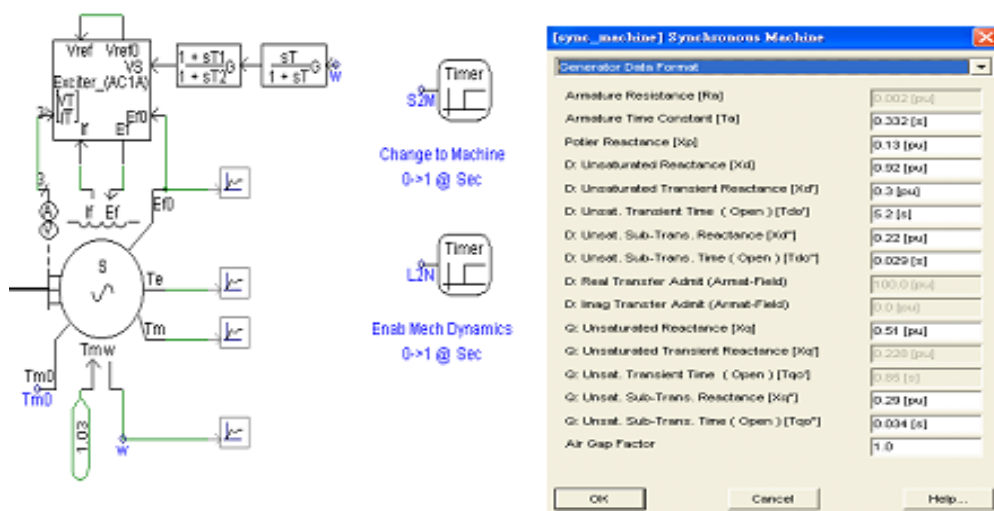 Vref Vref0
VS
Exciter_(AC1A)
VT
IT
If Ef
Ef0
3
1 + sT1
1 + sT2
G
sT
1 + sT
G
W
A
V
If Ef
Ef0
S
Te
Tm
Tmw
Tm0
Tm0
1.03
W
Timer
S2M
Change to Machine
0->1 @ Sec
Timer
L2N
Enab Mech Dynamics
0->1 @ Sec
[sync_machine] Synchronous Machine
Generator Data Format
Armature Resistance [Ra] 0.002 [pu]
Armature Time Constant [Ta] 0.332 [s]
Potier Reactance [Xp] 0.13 [pu]
D: Unsaturated Reactance [Xd] 0.92 [pu]
D: Unsaturated Transient Reactance [Xd'] 0.3 [pu]
D: Unsat. Transient Time ( Open ) [Tdo'] 5.2 [s]
D: Unsat. Sub-Trans. Reactance [Xd"] 0.22 [pu]
D: Unsat. Sub-Trans. Time ( Open ) [Tdo"] 0.029 [s]
D: Real Transfer Admit (Armat-Field) 100.0 [pu]
D: Imag Transfer Admit (Armat-Field) 0.0 [pu]
Q: Unsaturated Reactance [Xq] 0.51 [pu]
Q: Unsaturated Transient Reactance [Xq'] 0.228 [pu]
Q: Unsat. Transient Time ( Open ) [Tqo'] 0.85 [s]
Q: Unsat. Sub-Trans. Reactance [Xq"] 0.29 [pu]
Q: Unsat. Sub-Trans. Time ( Open ) [Tqo"] 0.034 [s]
Air Gap Factor 1.0
OK Cancel Help...